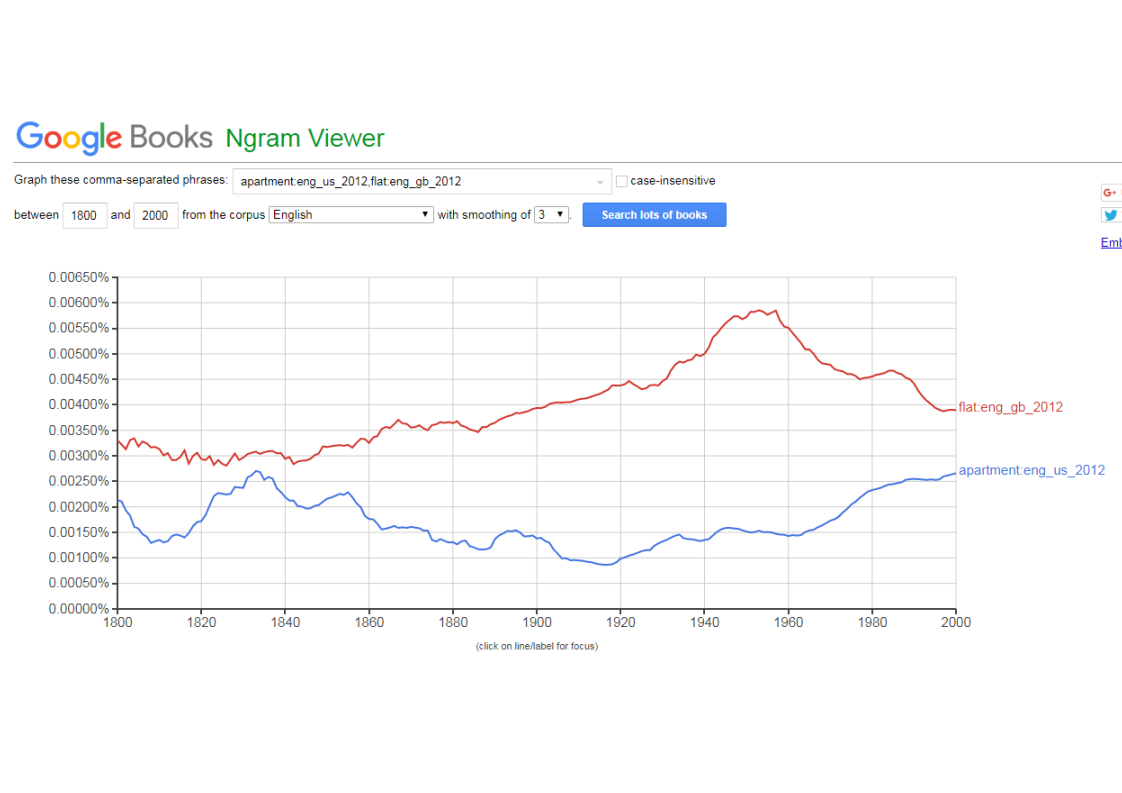 Google Books Ngram Viewer
Graph these comma-separated phrases: apartment:eng_us_2012,flat:eng_gb_2012 case-insensitive
between 1800 and 2000 from the corpus English with smoothing of 3 . Search lots of books
G+
Emb
0.00650%
0.00600%
0.00550%
0.00500%
0.00450%
0.00400%
0.00350%
0.00300%
0.00250%
0.00200%
0.00150%
0.00100%
0.00050%
0.00000%
flat:eng_gb_2012
apartment:eng_us_2012
1800 1820 1840 1860 1880 1900 1920 1940 1960 1980 2000
(click on line/label for focus)